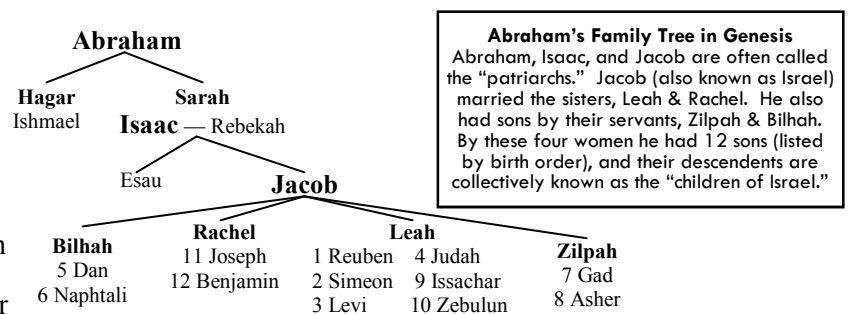 Abraham
Hagar Sarah
Ishmael
Isaac — Rebekah
Esau
Jacob
Abraham’s Family Tree in Genesis
Abraham, Isaac, and Jacob are often called
the “patriarchs.” Jacob (also known as Israel)
married the sisters, Leah & Rachel. He also
had sons by their servants, Zilpah & Bilhah.
By these four women he had 12 sons (listed
by birth order), and their descendents are
collectively known as the “children of Israel.”
Bilhah
5 Dan
6 Naphtali
Rachel
11 Joseph
12 Benjamin
Leah
1 Reuben 4 Judah
2 Simeon 9 Issachar
3 Levi 10 Zebulun
Zilpah
7 Gad
8 Asher